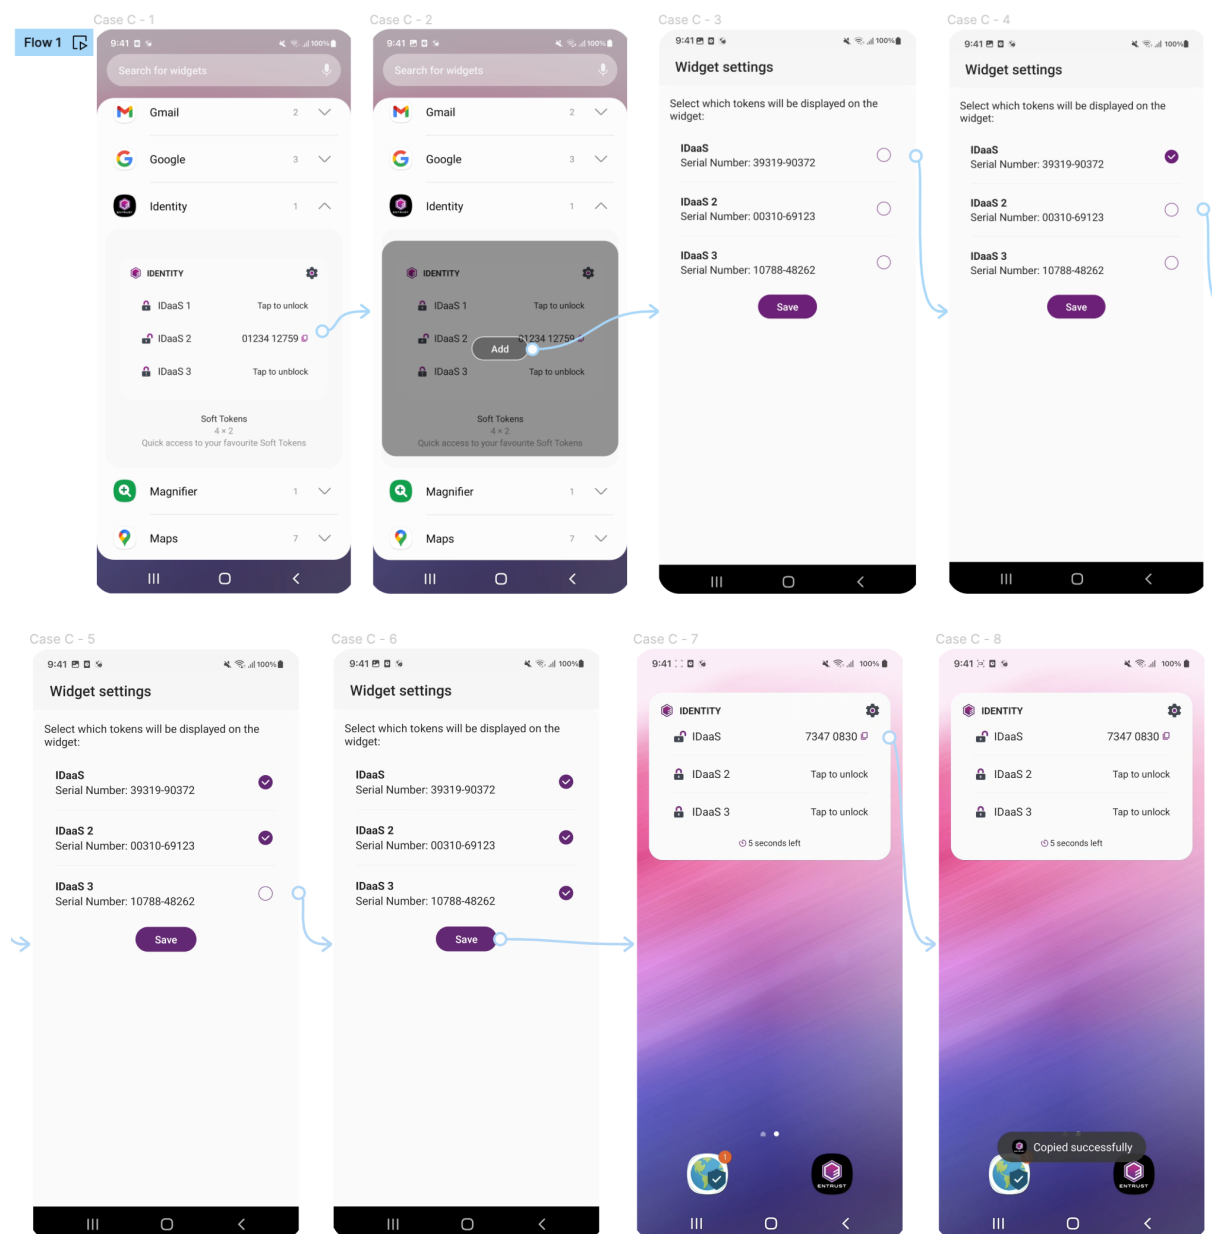 Flow 1
Case C - 1
9:41
100%
Search for widgets
Gmail 2
Google 3
Identity 1
IDENTITY
IDaaS 1 Tap to unlock
IDaaS 2 01234 12759
IDaaS 3 Tap to unblock
Soft Tokens
4 × 2
Quick access to your favourite Soft Tokens
Magnifier 1
Maps 7
Case C - 2
9:41
100%
Search for widgets
Gmail 2
Google 3
Identity 1
IDENTITY
IDaaS 1 Tap to unlock
IDaaS 2 01234 12759
Add
IDaaS 3 Tap to unblock
Soft Tokens
4 × 2
Quick access to your favourite Soft Tokens
Magnifier 1
Maps 7
Case C - 3
9:41
100%
Widget settings
Select which tokens will be displayed on the
widget:
IDaaS
Serial Number: 39319-90372
IDaaS 2
Serial Number: 00310-69123
IDaaS 3
Serial Number: 10788-48262
Save
Case C - 4
9:41
100%
Widget settings
Select which tokens will be displayed on the
widget:
IDaaS
Serial Number: 39319-90372
IDaaS 2
Serial Number: 00310-69123
IDaaS 3
Serial Number: 10788-48262
Save
Case C - 5
9:41
100%
Widget settings
Select which tokens will be displayed on the
widget:
IDaaS
Serial Number: 39319-90372
IDaaS 2
Serial Number: 00310-69123
IDaaS 3
Serial Number: 10788-48262
Save
Case C - 6
9:41
100%
Widget settings
Select which tokens will be displayed on the
widget:
IDaaS
Serial Number: 39319-90372
IDaaS 2
Serial Number: 00310-69123
IDaaS 3
Serial Number: 10788-48262
Save
Case C - 7
9:41
100%
IDENTITY
IDaaS 7347 0830
IDaaS 2 Tap to unlock
IDaaS 3 Tap to unlock
5 seconds left
1
ENTRUST
Case C - 8
9:41
100%
IDENTITY
IDaaS 7347 0830
IDaaS 2 Tap to unlock
IDaaS 3 Tap to unlock
5 seconds left
Copied successfully
ENTRUST